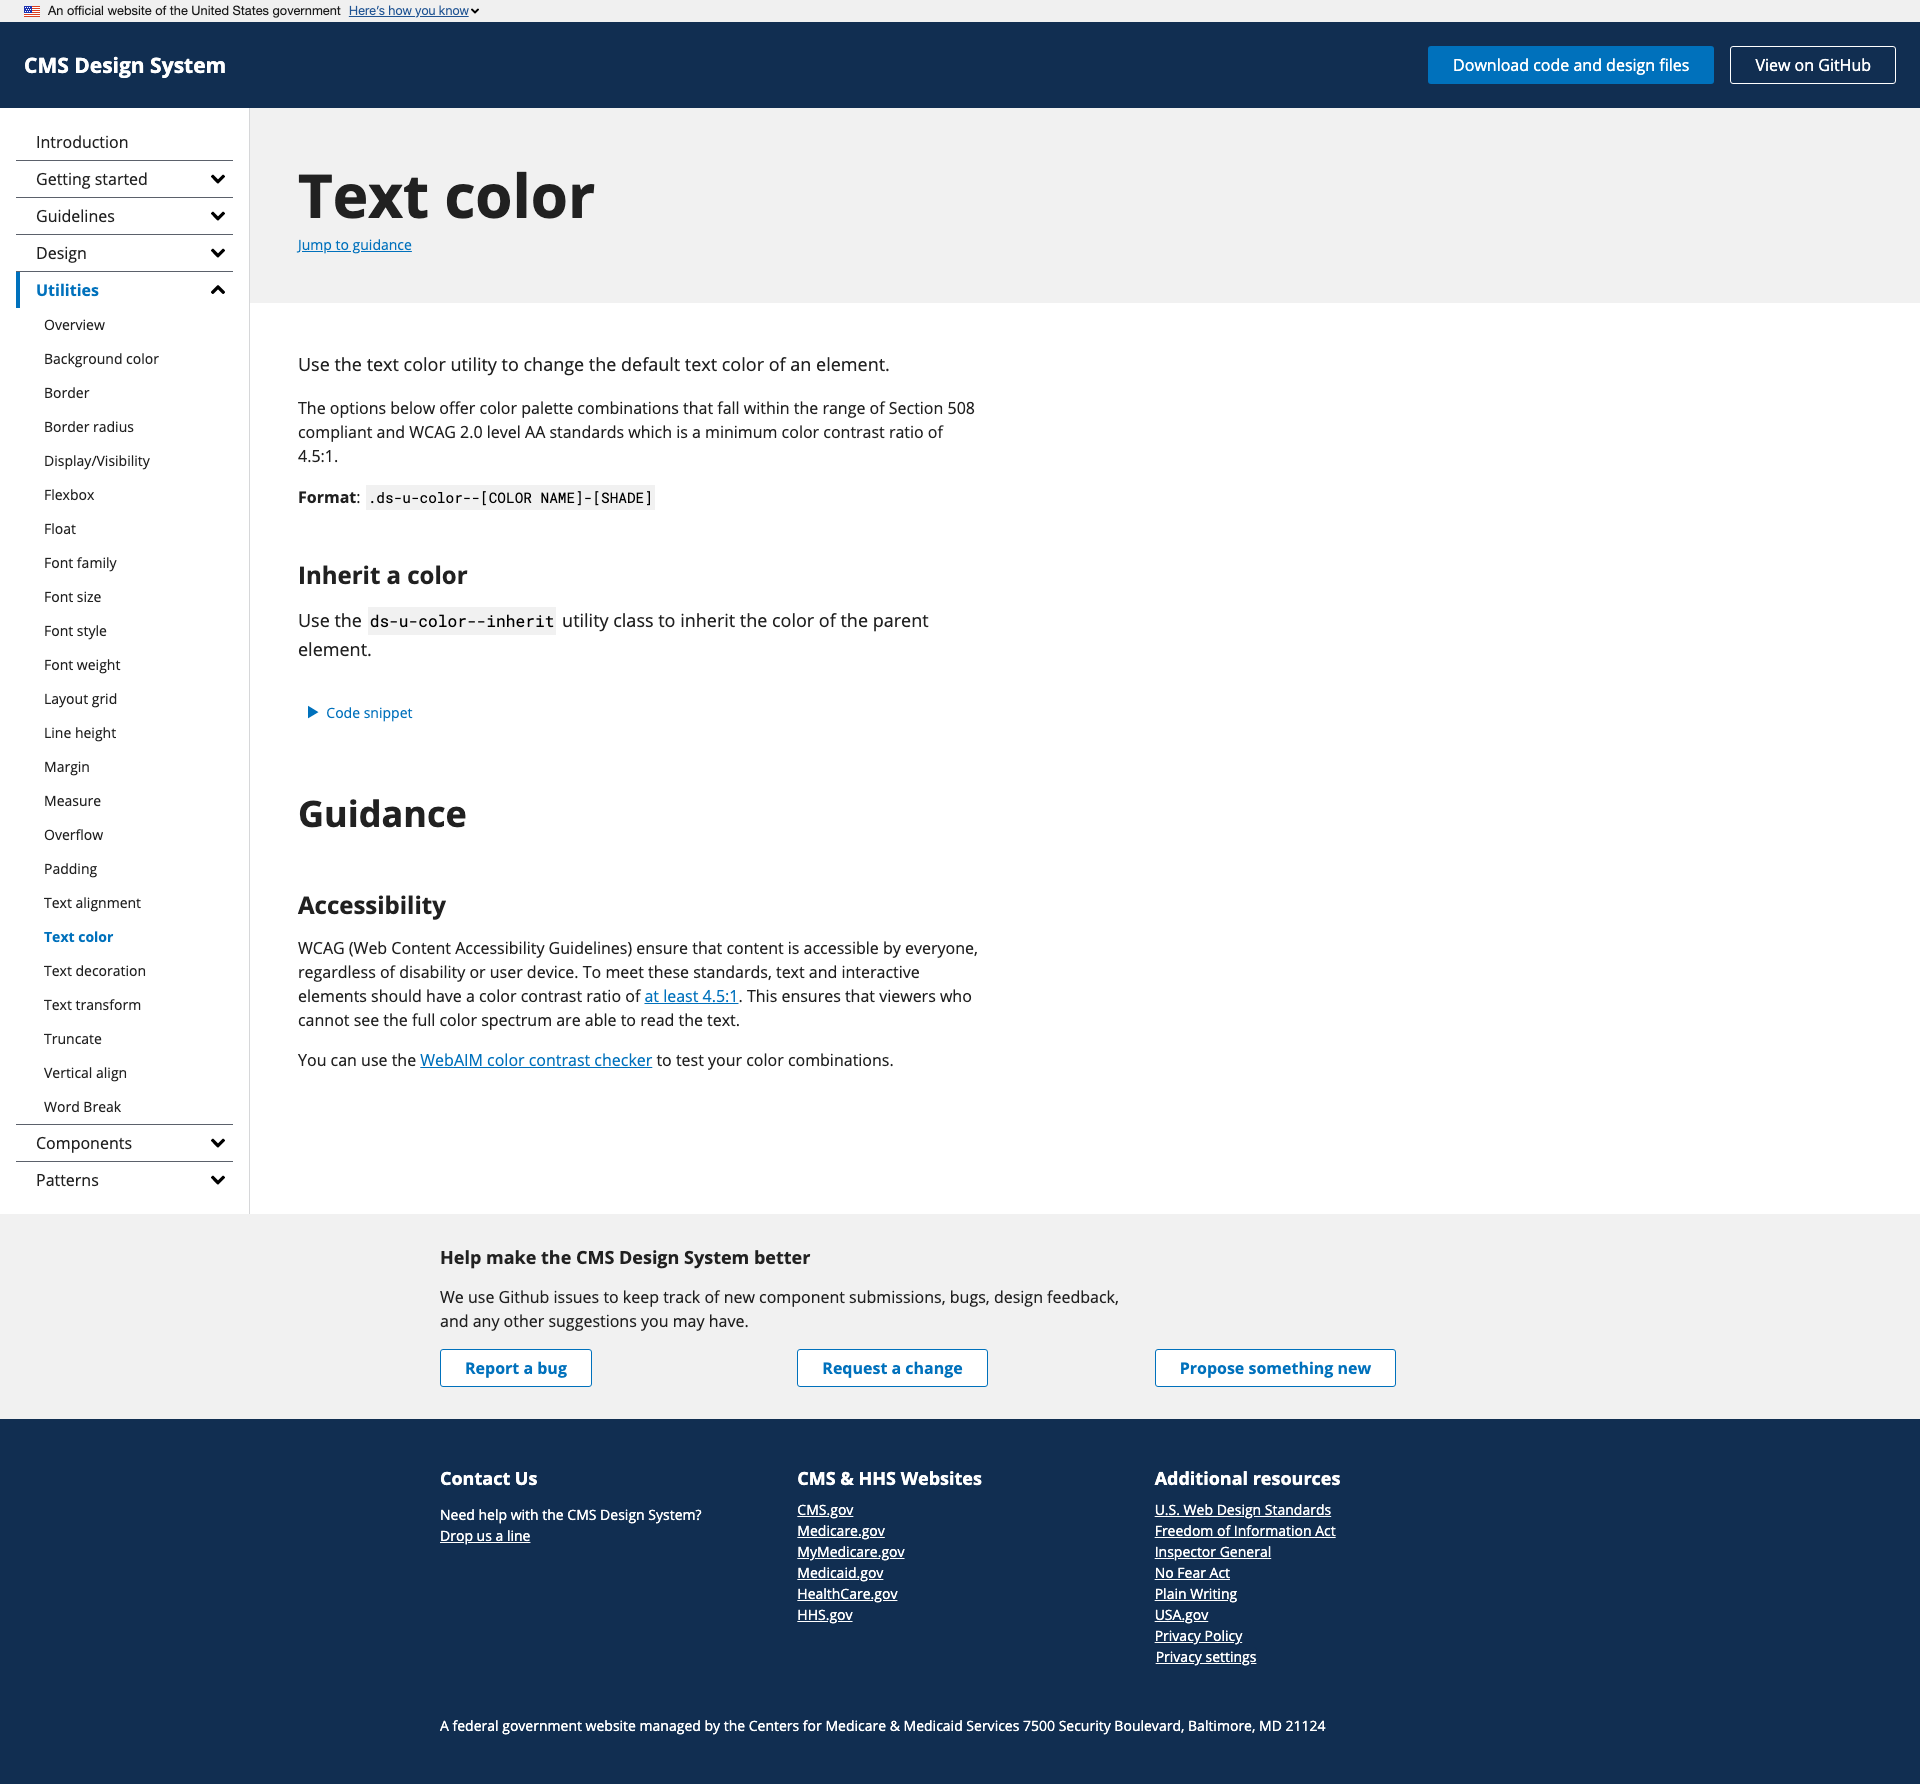 An official website of the United States government Here's how you know
CMS Design System
Download code and design files
View on GitHub
Introduction
Getting started
Guidelines
Design
Utilities
Overview
Background color
Border
Border radius
Display/Visibility
Flexbox
Float
Font family
Font size
Font style
Font weight
Layout grid
Line height
Margin
Measure
Overflow
Padding
Text alignment
Text color
Text decoration
Text transform
Truncate
Vertical align
Word Break
Components
Patterns
Text color
Jump to guidance
Use the text color utility to change the default text color of an element.
The options below offer color palette combinations that fall within the range of Section 508
compliant and WCAG 2.0 level AA standards which is a minimum color contrast ratio of
4.5:1.
Format: .ds-u-color--[COLOR NAME]-[SHADE]
Inherit a color
Use the ds-u-color--inherit utility class to inherit the color of the parent
element.
Code snippet
Guidance
Accessibility
WCAG (Web Content Accessibility Guidelines) ensure that content is accessible by everyone,
regardless of disability or user device. To meet these standards, text and interactive
elements should have a color contrast ratio of at least 4.5:1. This ensures that viewers who
cannot see the full color spectrum are able to read the text.
You can use the WebAIM color contrast checker to test your color combinations.
Help make the CMS Design System better
We use Github issues to keep track of new component submissions, bugs, design feedback,
and any other suggestions you may have.
Report a bug
Request a change
Propose something new
Contact Us
Need help with the CMS Design System?
Drop us a line
CMS & HHS Websites
CMS.gov
Medicare.gov
MyMedicare.gov
Medicaid.gov
HealthCare.gov
HHS.gov
Additional resources
U.S. Web Design Standards
Freedom of Information Act
Inspector General
No Fear Act
Plain Writing
USA.gov
Privacy Policy
Privacy settings
A federal government website managed by the Centers for Medicare & Medicaid Services 7500 Security Boulevard, Baltimore, MD 21124